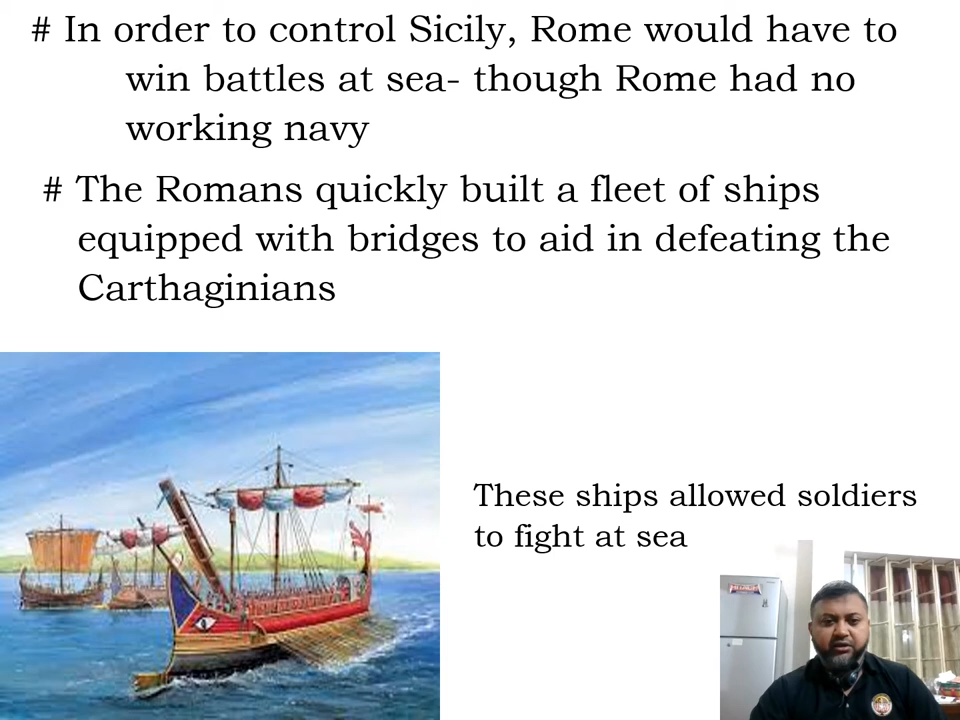 # In order to control Sicily, Rome would have to
win battles at sea- though Rome had no
working navy
# The Romans quickly built a fleet of ships
equipped with bridges to aid in defeating the
Carthaginians
These ships allowed soldiers
to fight at sea